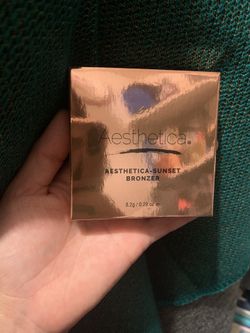 Aesthetica.
AESTHETICA-SUNSET
BRONZER
8.2g / 0.29 oz. ℮